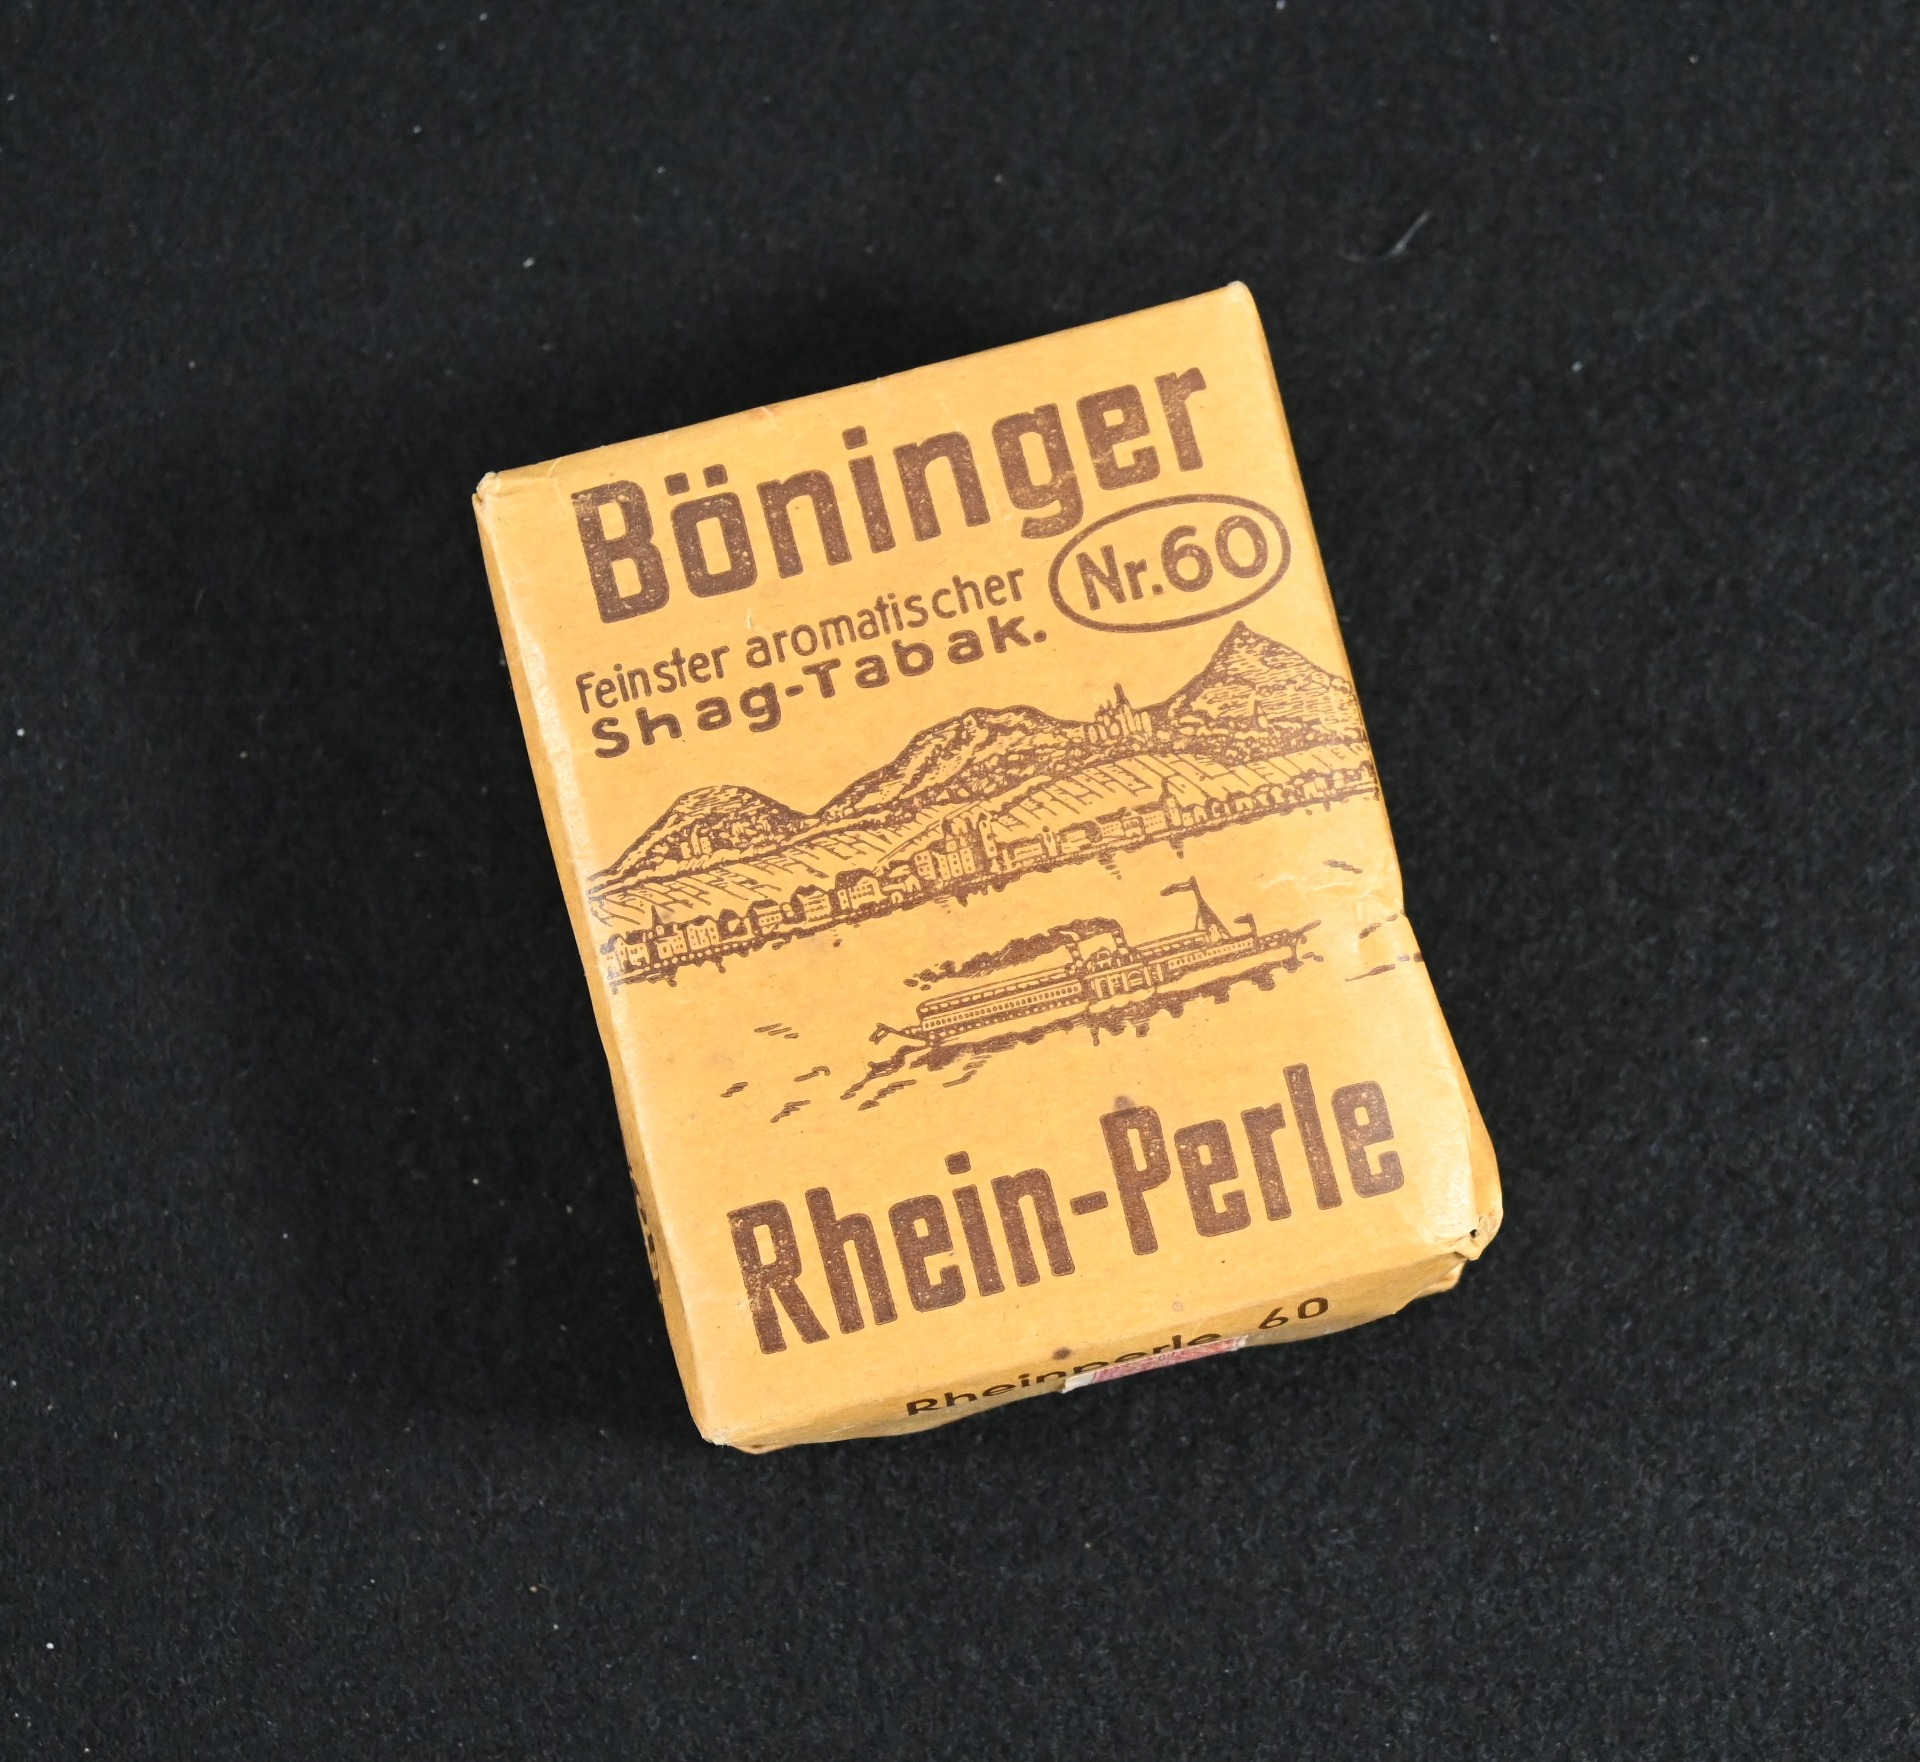 Böninger
Nr.60
Feinster aromatischer
Shag-Tabak.
Rhein-Perle
Rheinperle 60